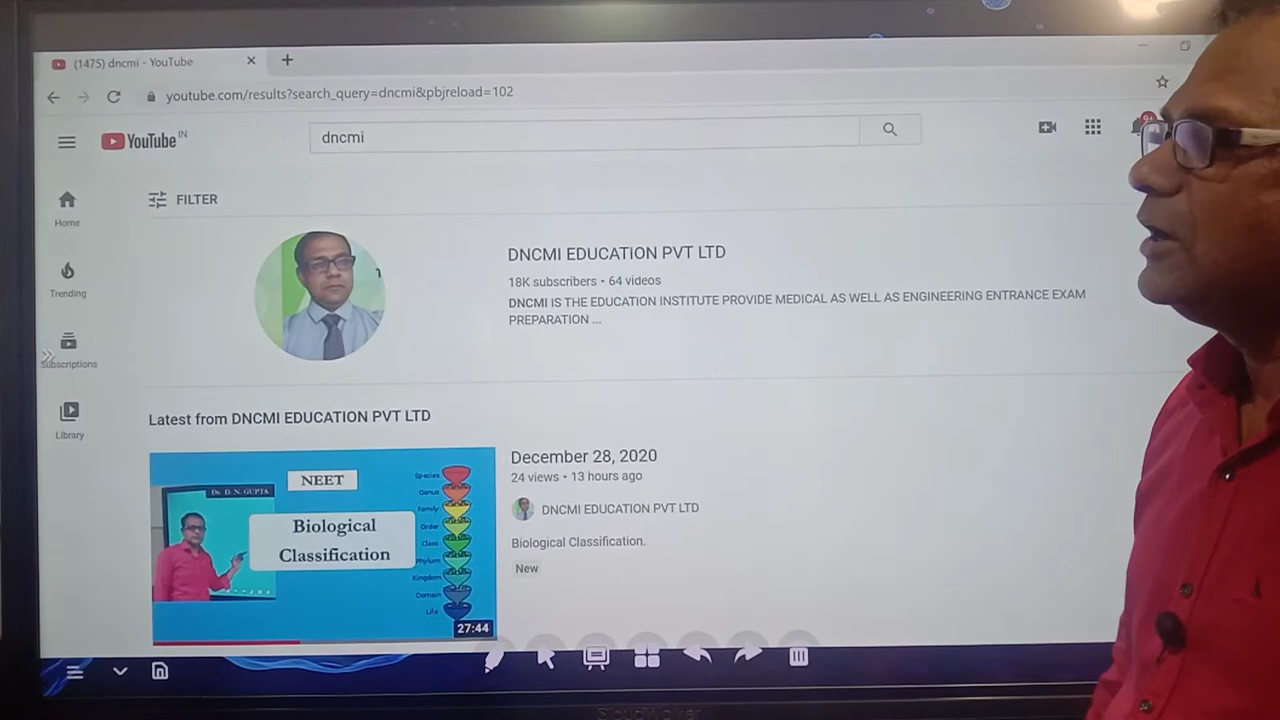 (1475) dncmi - YouTube
youtube.com/results?search_query=dncmi&pbjreload=102
YouTube IN
dncmi
9+
FILTER
Home
Trending
Subscriptions
Library
DNCMI EDUCATION PVT LTD
18K subscribers • 64 videos
DNCMI IS THE EDUCATION INSTITUTE PROVIDE MEDICAL AS WELL AS ENGINEERING ENTRANCE EXAM
PREPARATION ...
Latest from DNCMI EDUCATION PVT LTD
NEET
Dr. D. N. GUPTA
Biological
Classification
Species
Genus
Family
Order
Class
Phylum
Kingdom
Domain
Life
27:44
December 28, 2020
24 views • 13 hours ago
DNCMI EDUCATION PVT LTD
Biological Classification.
New